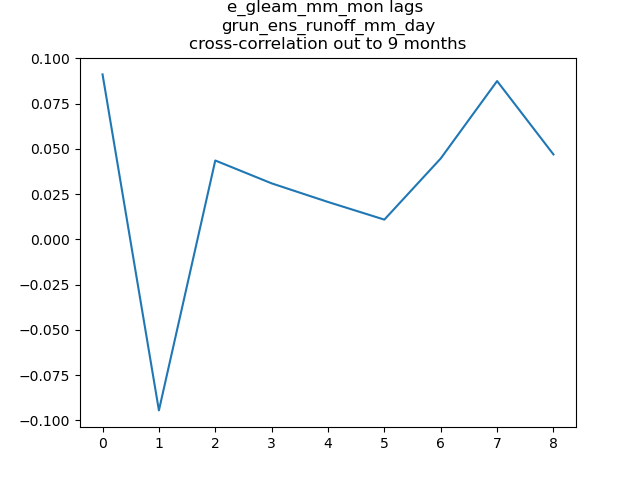 e_gleam_mm_mon lags
grun_ens_runoff_mm_day
cross-correlation out to 9 months
0.100
0.075
0.050
0.025
0.000
−0.025
−0.050
−0.075
−0.100
0 1 2 3 4 5 6 7 8